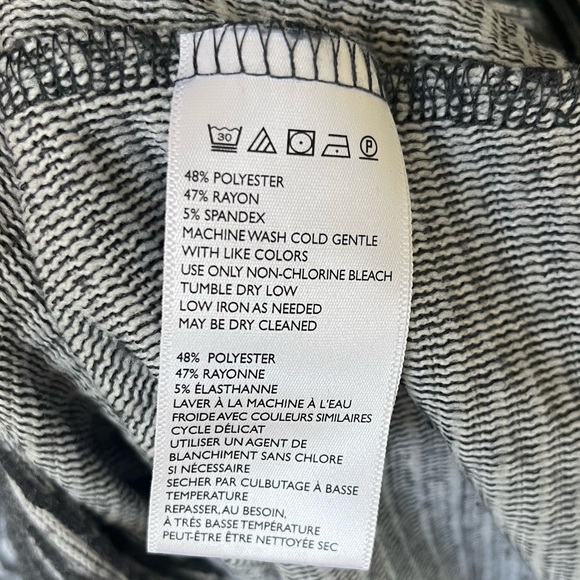 30
P
48% POLYESTER
47% RAYON
5% SPANDEX
MACHINE WASH COLD GENTLE
WITH LIKE COLORS
USE ONLY NON-CHLORINE BLEACH
TUMBLE DRY LOW
LOW IRON AS NEEDED
MAY BE DRY CLEANED
48% POLYESTER
47% RAYONNE
5% ÉLASTHANNE
LAVER À LA MACHINE À L'EAU
FROIDE AVEC COULEURS SIMILAIRES
CYCLE DÉLICAT
UTILISER UN AGENT DE
BLANCHIMENT SANS CHLORE
SI NÉCESSAIRE
SECHER PAR CULBUTAGE À BASSE
TEMPERATURE
REPASSER, AU BESOIN,
À TRÉS BASSE TEMPÉRATURE
PEUT-ÊTRE ÊTRE NETTOYÉE SEC